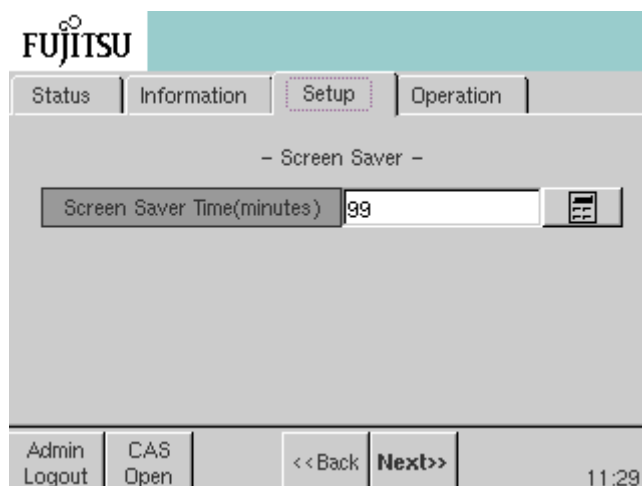 FUJITSU
Status Information Setup Operation
- Screen Saver -
Screen Saver Time(minutes) 99
Admin Logout CAS Open <<Back Next>> 11:29